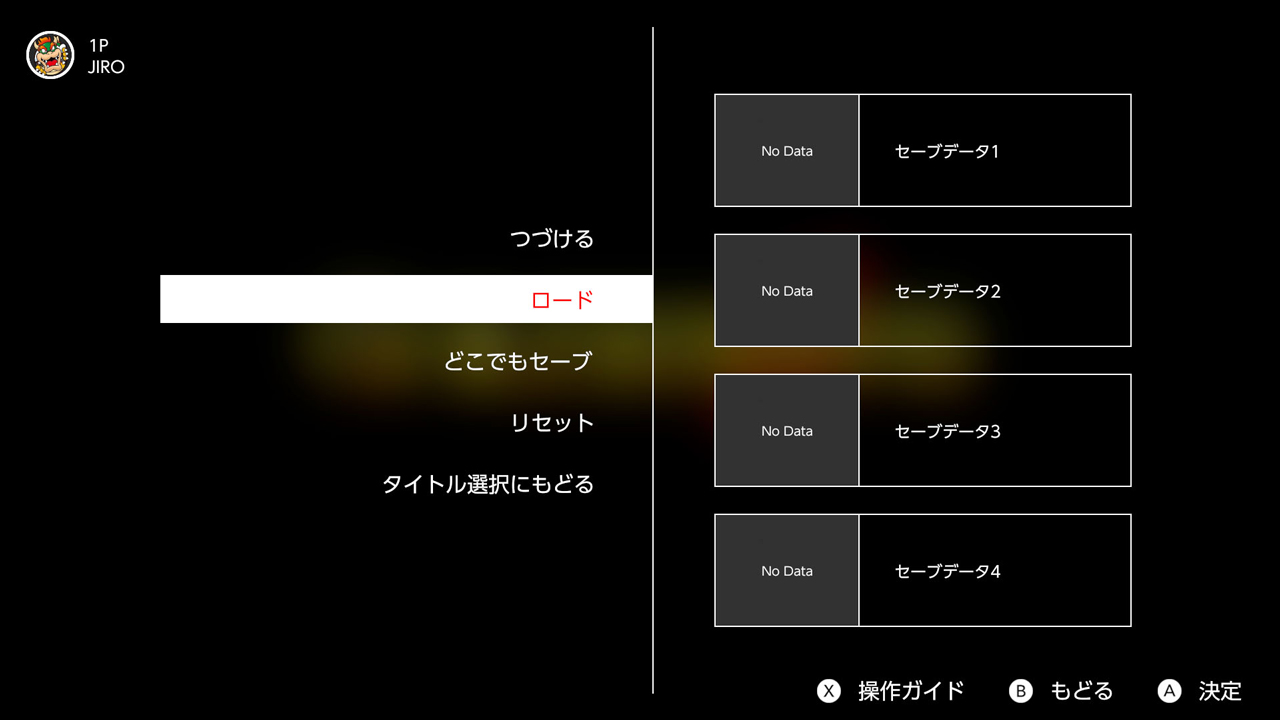 1P
JIRO
つづける
ロード
どこでもセーブ
リセット
タイトル選択にもどる
No Data
セーブデータ1
No Data
セーブデータ2
No Data
セーブデータ3
No Data
セーブデータ4
X 操作ガイド B もどる A 決定